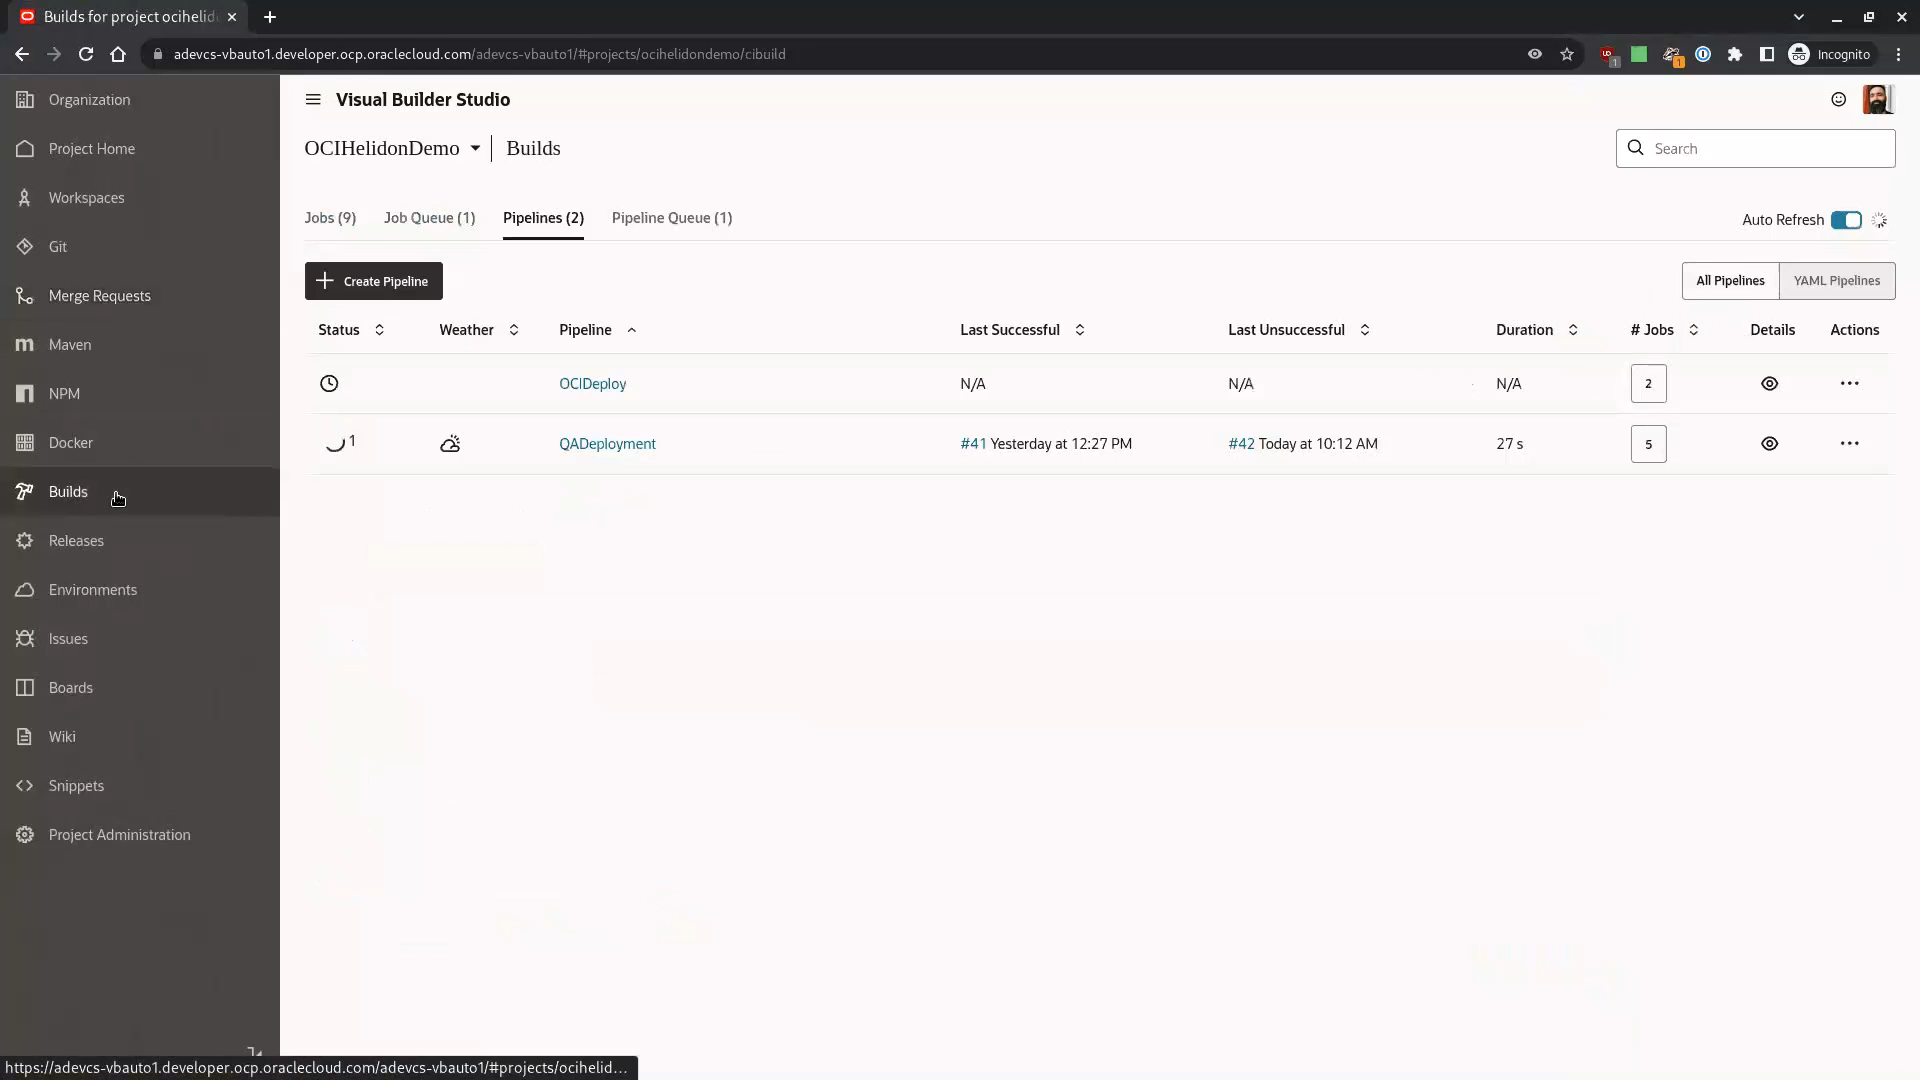 Builds for project ocihelid
adevcs-vbauto1.developer.ocp.oraclecloud.com/adevcs-vbauto1/#projects/ocihelidondemo/cibuild
1
1
Incognito
Organization
Project Home
Workspaces
Git
Merge Requests
Maven
NPM
Docker
Builds
Releases
Environments
Issues
Boards
Wiki
Snippets
Project Administration
Visual Builder Studio
OCIHelidonDemo
Builds
Search
Jobs (9)
Job Queue (1)
Pipelines (2)
Pipeline Queue (1)
Auto Refresh
Create Pipeline
All Pipelines
YAML Pipelines
Status
Weather
Pipeline
Last Successful
Last Unsuccessful
Duration
# Jobs
Details
Actions
OCIDeploy
N/A
N/A
N/A
2
1
QADeployment
#41 Yesterday at 12:27 PM
#42 Today at 10:12 AM
27 s
5
https://adevcs-vbauto1.developer.ocp.oraclecloud.com/adevcs-vbauto1/#projects/ocihelid...